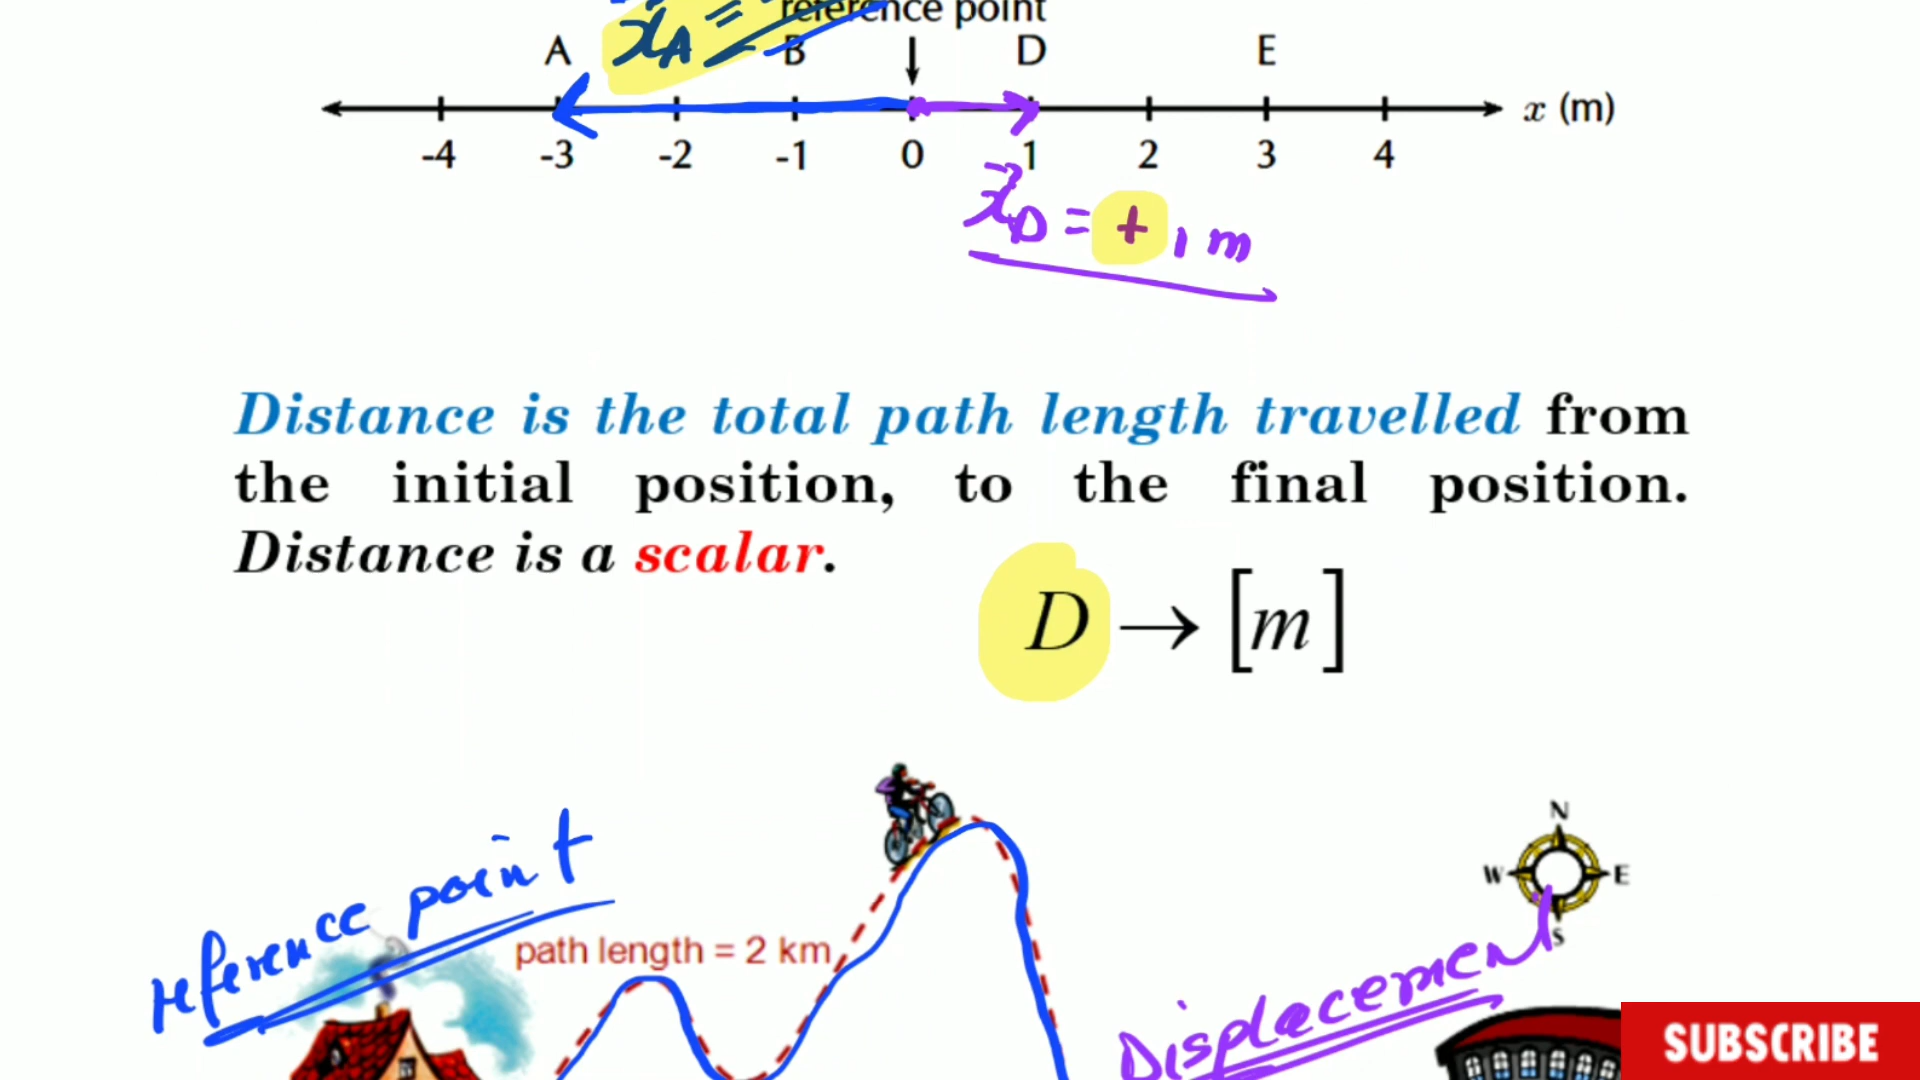 reference point
x⃗A =
A B D E
x (m)
-4 -3 -2 -1 0 1 2 3 4
x⃗D = + 1 m
Distance is the total path length travelled from
the initial position, to the final position.
Distance is a scalar.
D → [m]
N
W E
S
reference point
path length = 2 km
Displacement
SUBSCRIBE